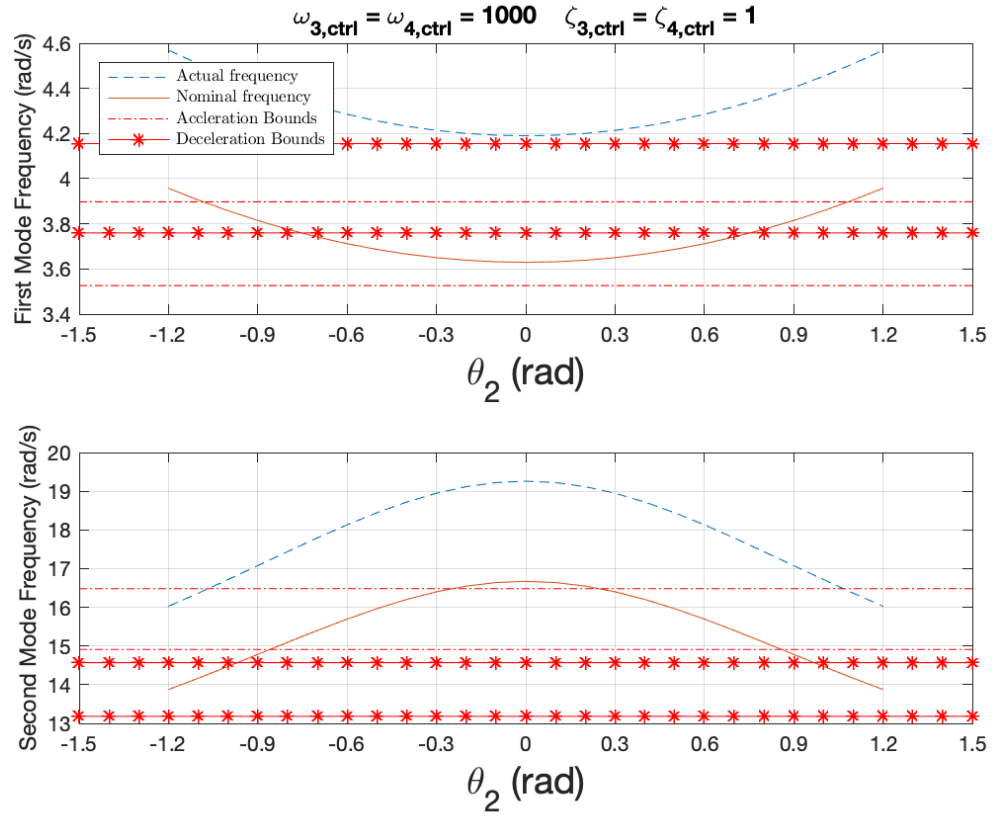 ω3,ctrl = ω4,ctrl = 1000 ζ3,ctrl = ζ4,ctrl = 1
First Mode Frequency (rad/s)
4.6
4.4
4.2
4
3.8
3.6
3.4
Actual frequency
Nominal frequency
Accleration Bounds
Deceleration Bounds
-1.5 -1.2 -0.9 -0.6 -0.3 0 0.3 0.6 0.9 1.2 1.5
θ2 (rad)
Second Mode Frequency (rad/s)
20
19
18
17
16
15
14
13
-1.5 -1.2 -0.9 -0.6 -0.3 0 0.3 0.6 0.9 1.2 1.5
θ2 (rad)